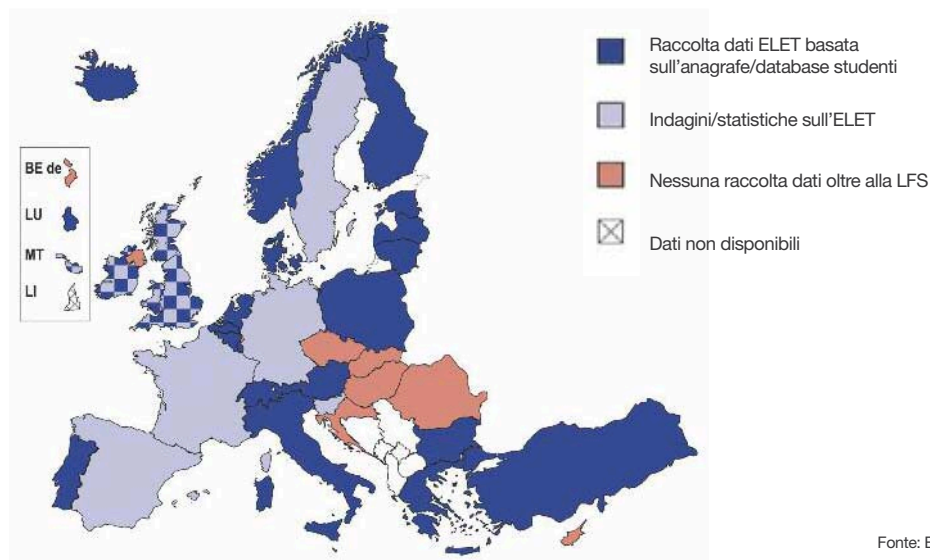 Raccolta dati ELET basata
sull'anagrafe/database studenti
Indagini/statistiche sull'ELET
Nessuna raccolta dati oltre alla LFS
Dati non disponibili
BE de
LU
MT
LI
Fonte: E